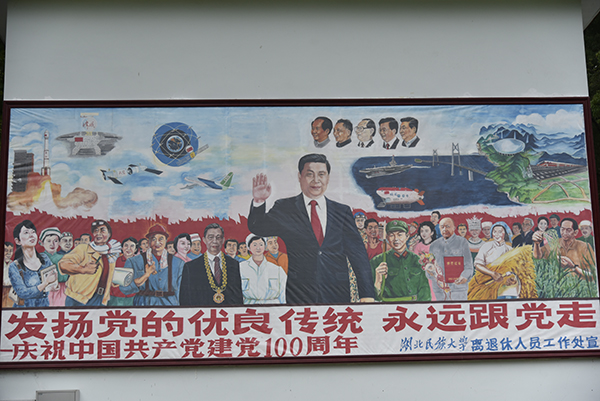 发扬党的优良传统 永远跟党走
—庆祝中国共产党建党100周年
湖北民族大学 离退休人员工作处宣